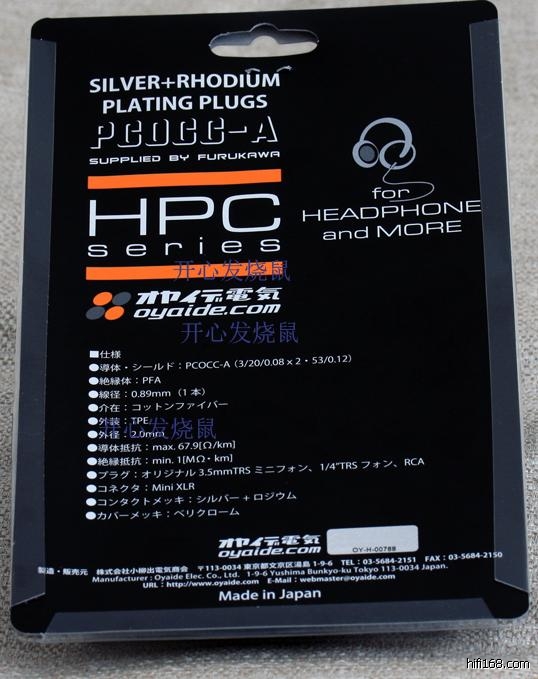 SILVER+RHODIUM
PLATING PLUGS
PCOCC-A
SUPPLIED BY FURUKAWA
HPC
series
for
HEADPHONE
and MORE
开心发烧鼠
オヤイデ電気
oyaide.com
开心发烧鼠
■仕様
●導体・シールド：PCOCC-A（3/20/0.08 x 2・53/0.12）
●絶縁体：PFA
●線径：0.89mm（1本）
●介在：コットンファイバー
●外装：TPE
开心发烧鼠
●外径：2.0mm
●導体抵抗：max. 67.9[Ω/km]
●絶縁抵抗：min. 1[MΩ・km]
●プラグ：オリジナル 3.5mmTRS ミニフォン、1/4"TRS フォン、RCA
●コネクタ：Mini XLR
●コンタクトメッキ：シルバー＋ロジウム
●カバーメッキ：ベリクローム
オヤイデ電気
oyaide.com
OY-H-00788
製造・販売元 株式会社小柳出電気商会 〒113-0034 東京都文京区湯島 1-9-6 TEL：03-5684-2151 FAX：03-5684-2150
Manufacturer : Oyaide Elec. Co., Ltd. 1-9-6 Yushima Bunkyo-ku Tokyo 113-0034 Japan.
URL：http://www.oyaide.com E-Mail：webmaster@oyaide.com
Made in Japan
hifi168.com